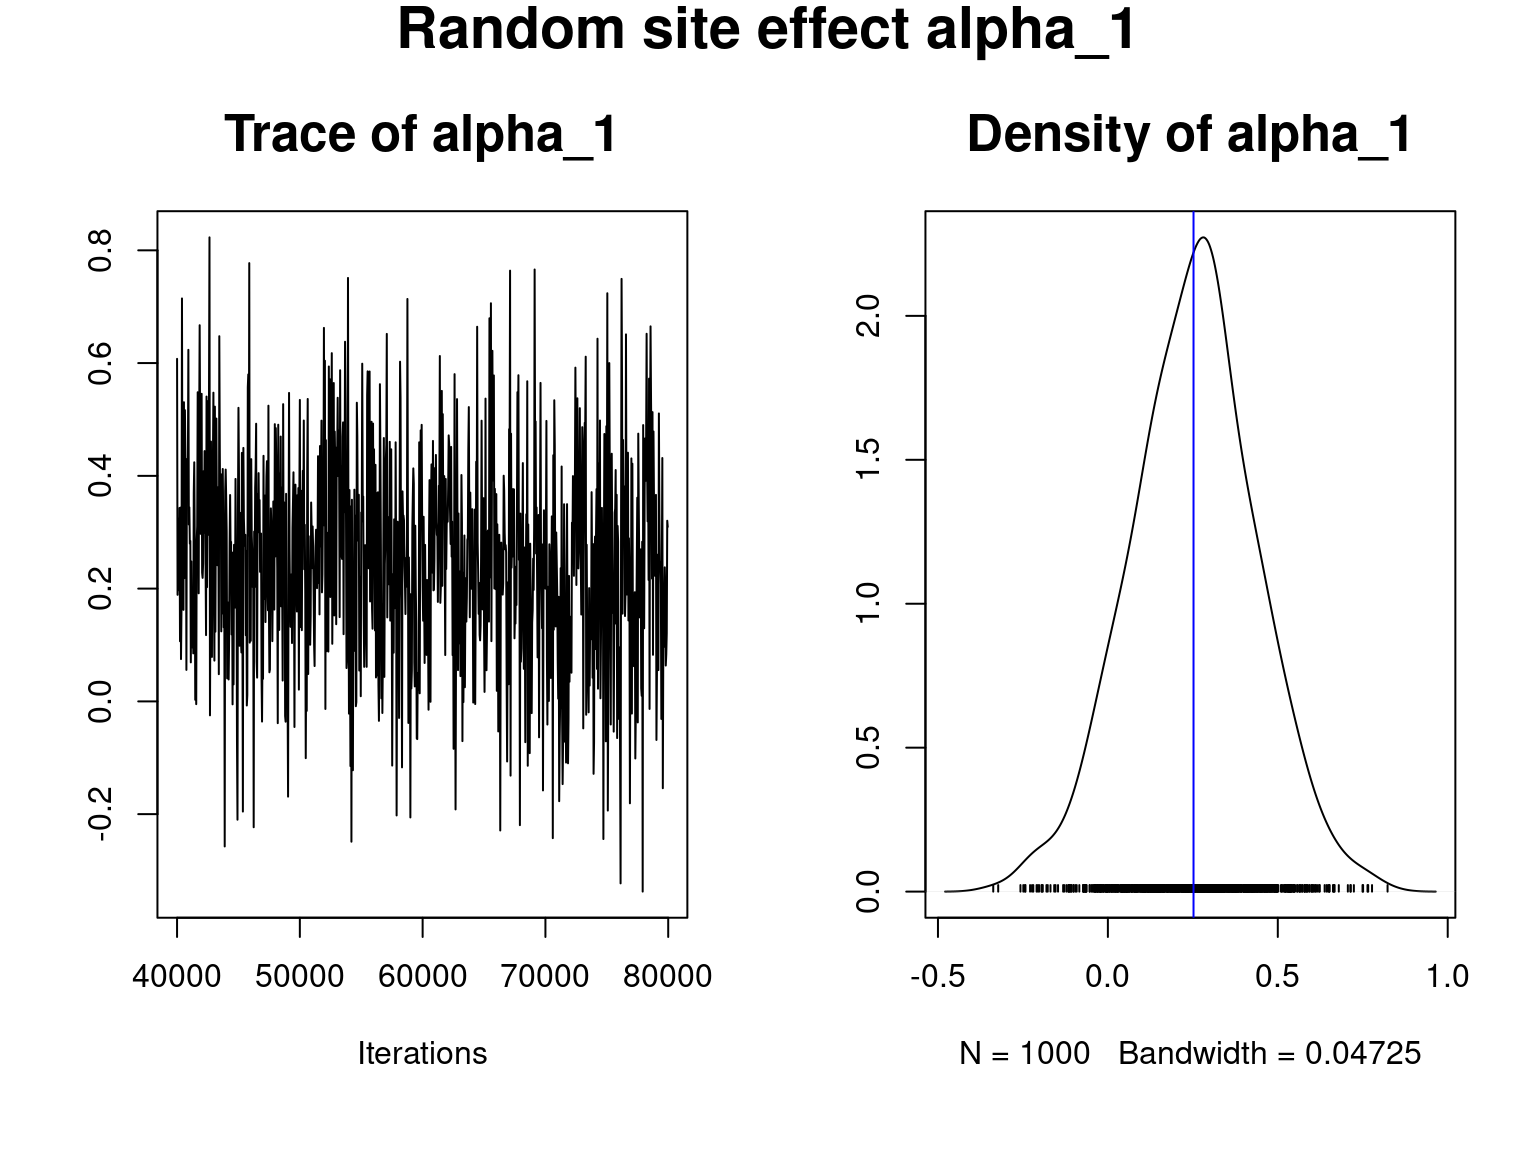 Random site effect alpha_1
Trace of alpha_1
0.8
0.6
0.4
0.2
0.0
-0.2
40000 50000 60000 70000 80000
Iterations
Density of alpha_1
2.0
1.5
1.0
0.5
0.0
-0.5 0.0 0.5 1.0
N = 1000 Bandwidth = 0.04725